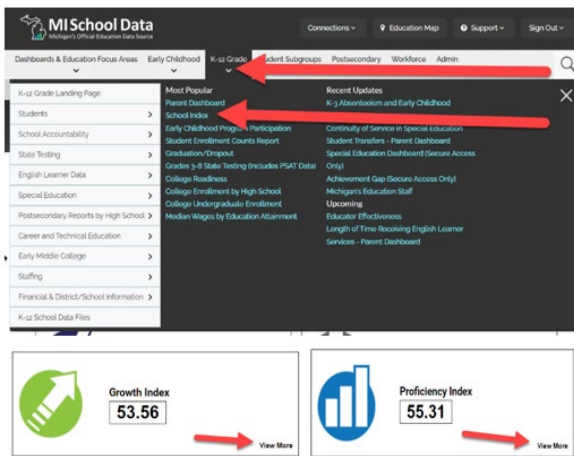 MI School Data
Michigan's Official Education Data Source
Connections
Education Map
Support
Sign Out
Dashboards & Education Focus Areas
Early Childhood
K-12 Grade
Student Subgroups
Postsecondary
Workforce
Admin
K-12 Grade Landing Page
Students
School Accountability
State Testing
English Learner Data
Special Education
Postsecondary Reports by High School
Career and Technical Education
Early Middle College
Staffing
Financial & District/School Information
K-12 School Data Files
Most Popular
Parent Dashboard
School Index
Early Childhood Program Participation
Student Enrollment Counts Report
Graduation/Dropout
Grades 3-8 State Testing (Includes PSAT Data)
College Readiness
College Enrollment by High School
College Undergraduate Enrollment
Median Wages by Education Attainment
Recent Updates
K-3 Absenteeism and Early Childhood
Continuity of Service in Special Education
Student Transfers - Parent Dashboard
Special Education Dashboard (Secure Access
Only)
Achievement Gap (Secure Access Only)
Michigan's Education Staff
Upcoming
Educator Effectiveness
Length of Time Receiving English Learner
Services - Parent Dashboard
Growth Index
53.56
View More
Proficiency Index
55.31
View More